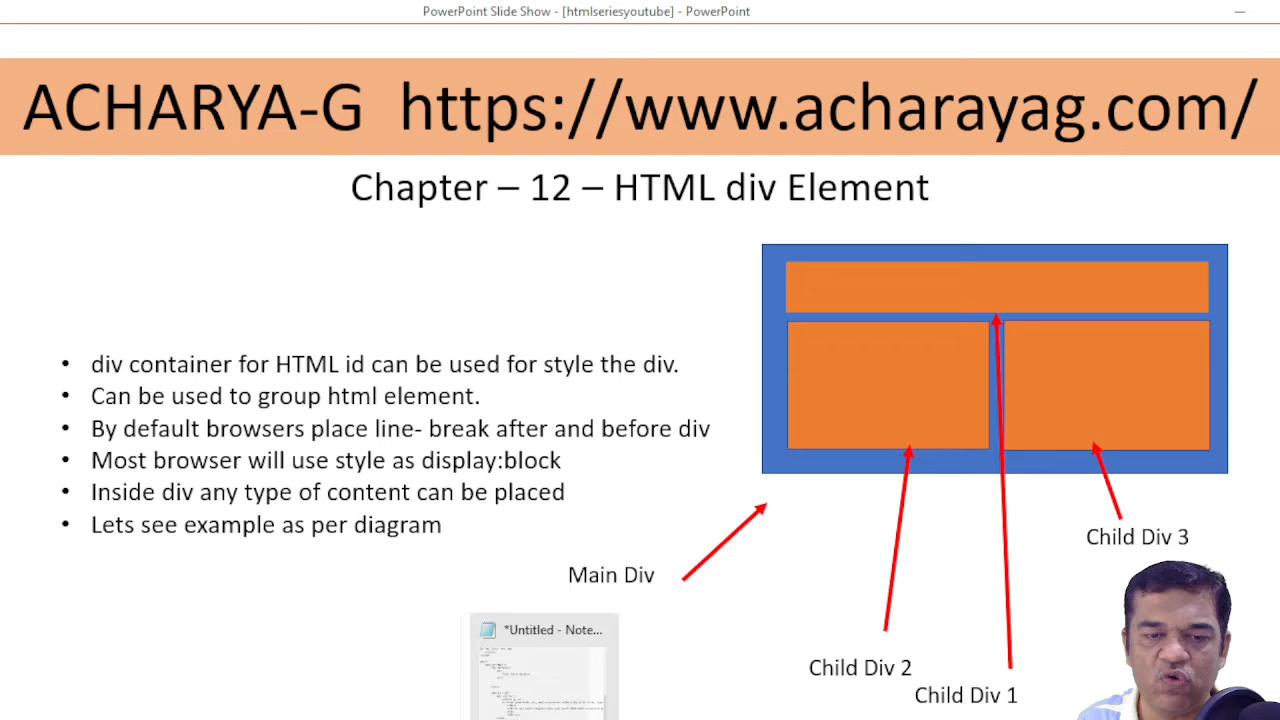 PowerPoint Slide Show - [htmlseriesyoutube] - PowerPoint
ACHARYA-G https://www.acharayag.com/
Chapter – 12 – HTML div Element
• div container for HTML id can be used for style the div.
• Can be used to group html element.
• By default browsers place line- break after and before div
• Most browser will use style as display:block
• Inside div any type of content can be placed
• Lets see example as per diagram
Child Div 3
Main Div
*Untitled - Note...
Child Div 2
Child Div 1